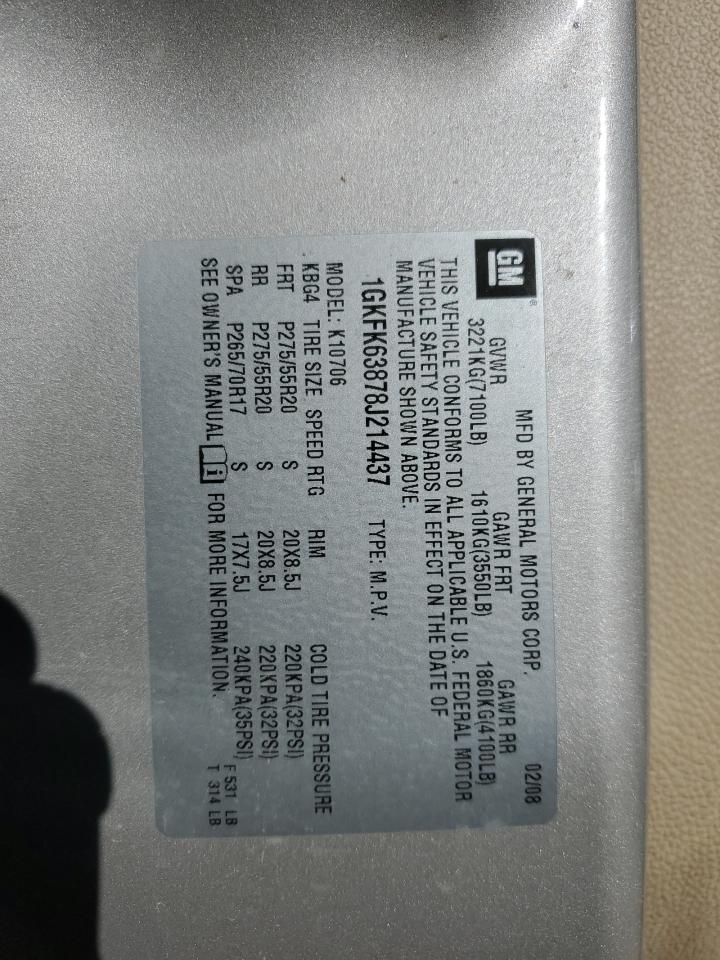 GM ®
MFD BY GENERAL MOTORS CORP. 02/08
GVWR GAWR FRT GAWR RR
3221KG(7100LB) 1610KG(3550LB) 1860KG(4100LB)
THIS VEHICLE CONFORMS TO ALL APPLICABLE U.S. FEDERAL MOTOR
VEHICLE SAFETY STANDARDS IN EFFECT ON THE DATE OF
MANUFACTURE SHOWN ABOVE.
1GKFK63878J214437 TYPE: M.P.V.
MODEL: K10706
KBG4 TIRE SIZE SPEED RTG RIM COLD TIRE PRESSURE
FRT P275/55R20 S 20X8.5J 220KPA(32PSI)
RR P275/55R20 S 20X8.5J 220KPA(32PSI)
SPA P265/70R17 S 17X7.5J 240KPA(35PSI) F 531 LB
SEE OWNER'S MANUAL i FOR MORE INFORMATION. T 314 LB